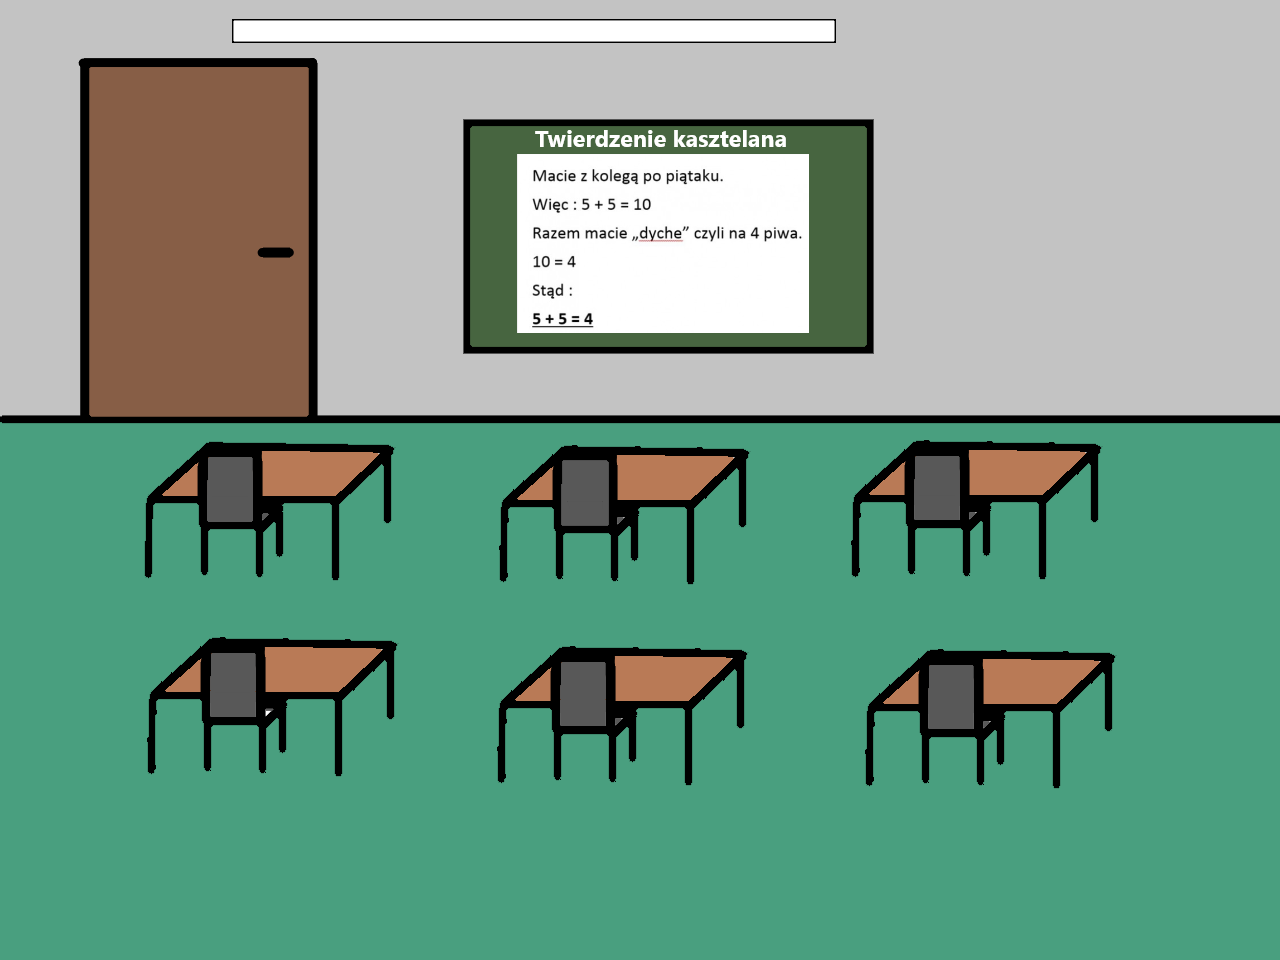 Twierdzenie kasztelana
Macie z kolegą po piątaku.
Więc : 5 + 5 = 10
Razem macie „dyche” czyli na 4 piwa.
10 = 4
Stąd :
5 + 5 = 4